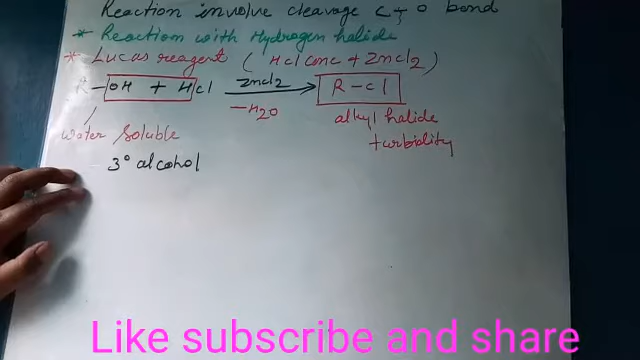 Reaction involve cleavage C ⌇ O bond
* Reaction with Hydrogen halide
* Lucas reagent ( Hcl conc + Zncl2 )
R - OH + Hcl Zncl2 → R - cl
- H2O
alkyl halide
water soluble
turbidity
3° alcohol
Like subscribe and share